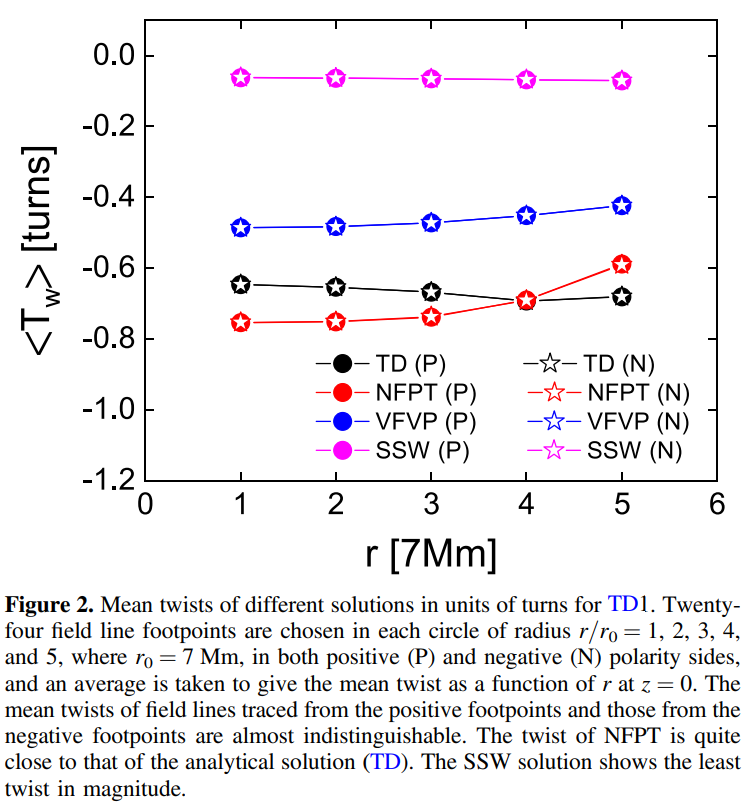 0.0
-0.2
-0.4
-0.6
-0.8
-1.0
-1.2
<T_w> [turns]
TD (P) TD (N)
NFPT (P) NFPT (N)
VFVP (P) VFVP (N)
SSW (P) SSW (N)
0 1 2 3 4 5 6
r [7Mm]
Figure 2. Mean twists of different solutions in units of turns for TD1. Twenty-
four field line footpoints are chosen in each circle of radius r/r₀ = 1, 2, 3, 4,
and 5, where r₀ = 7 Mm, in both positive (P) and negative (N) polarity sides,
and an average is taken to give the mean twist as a function of r at z = 0. The
mean twists of field lines traced from the positive footpoints and those from the
negative footpoints are almost indistinguishable. The twist of NFPT is quite
close to that of the analytical solution (TD). The SSW solution shows the least
twist in magnitude.